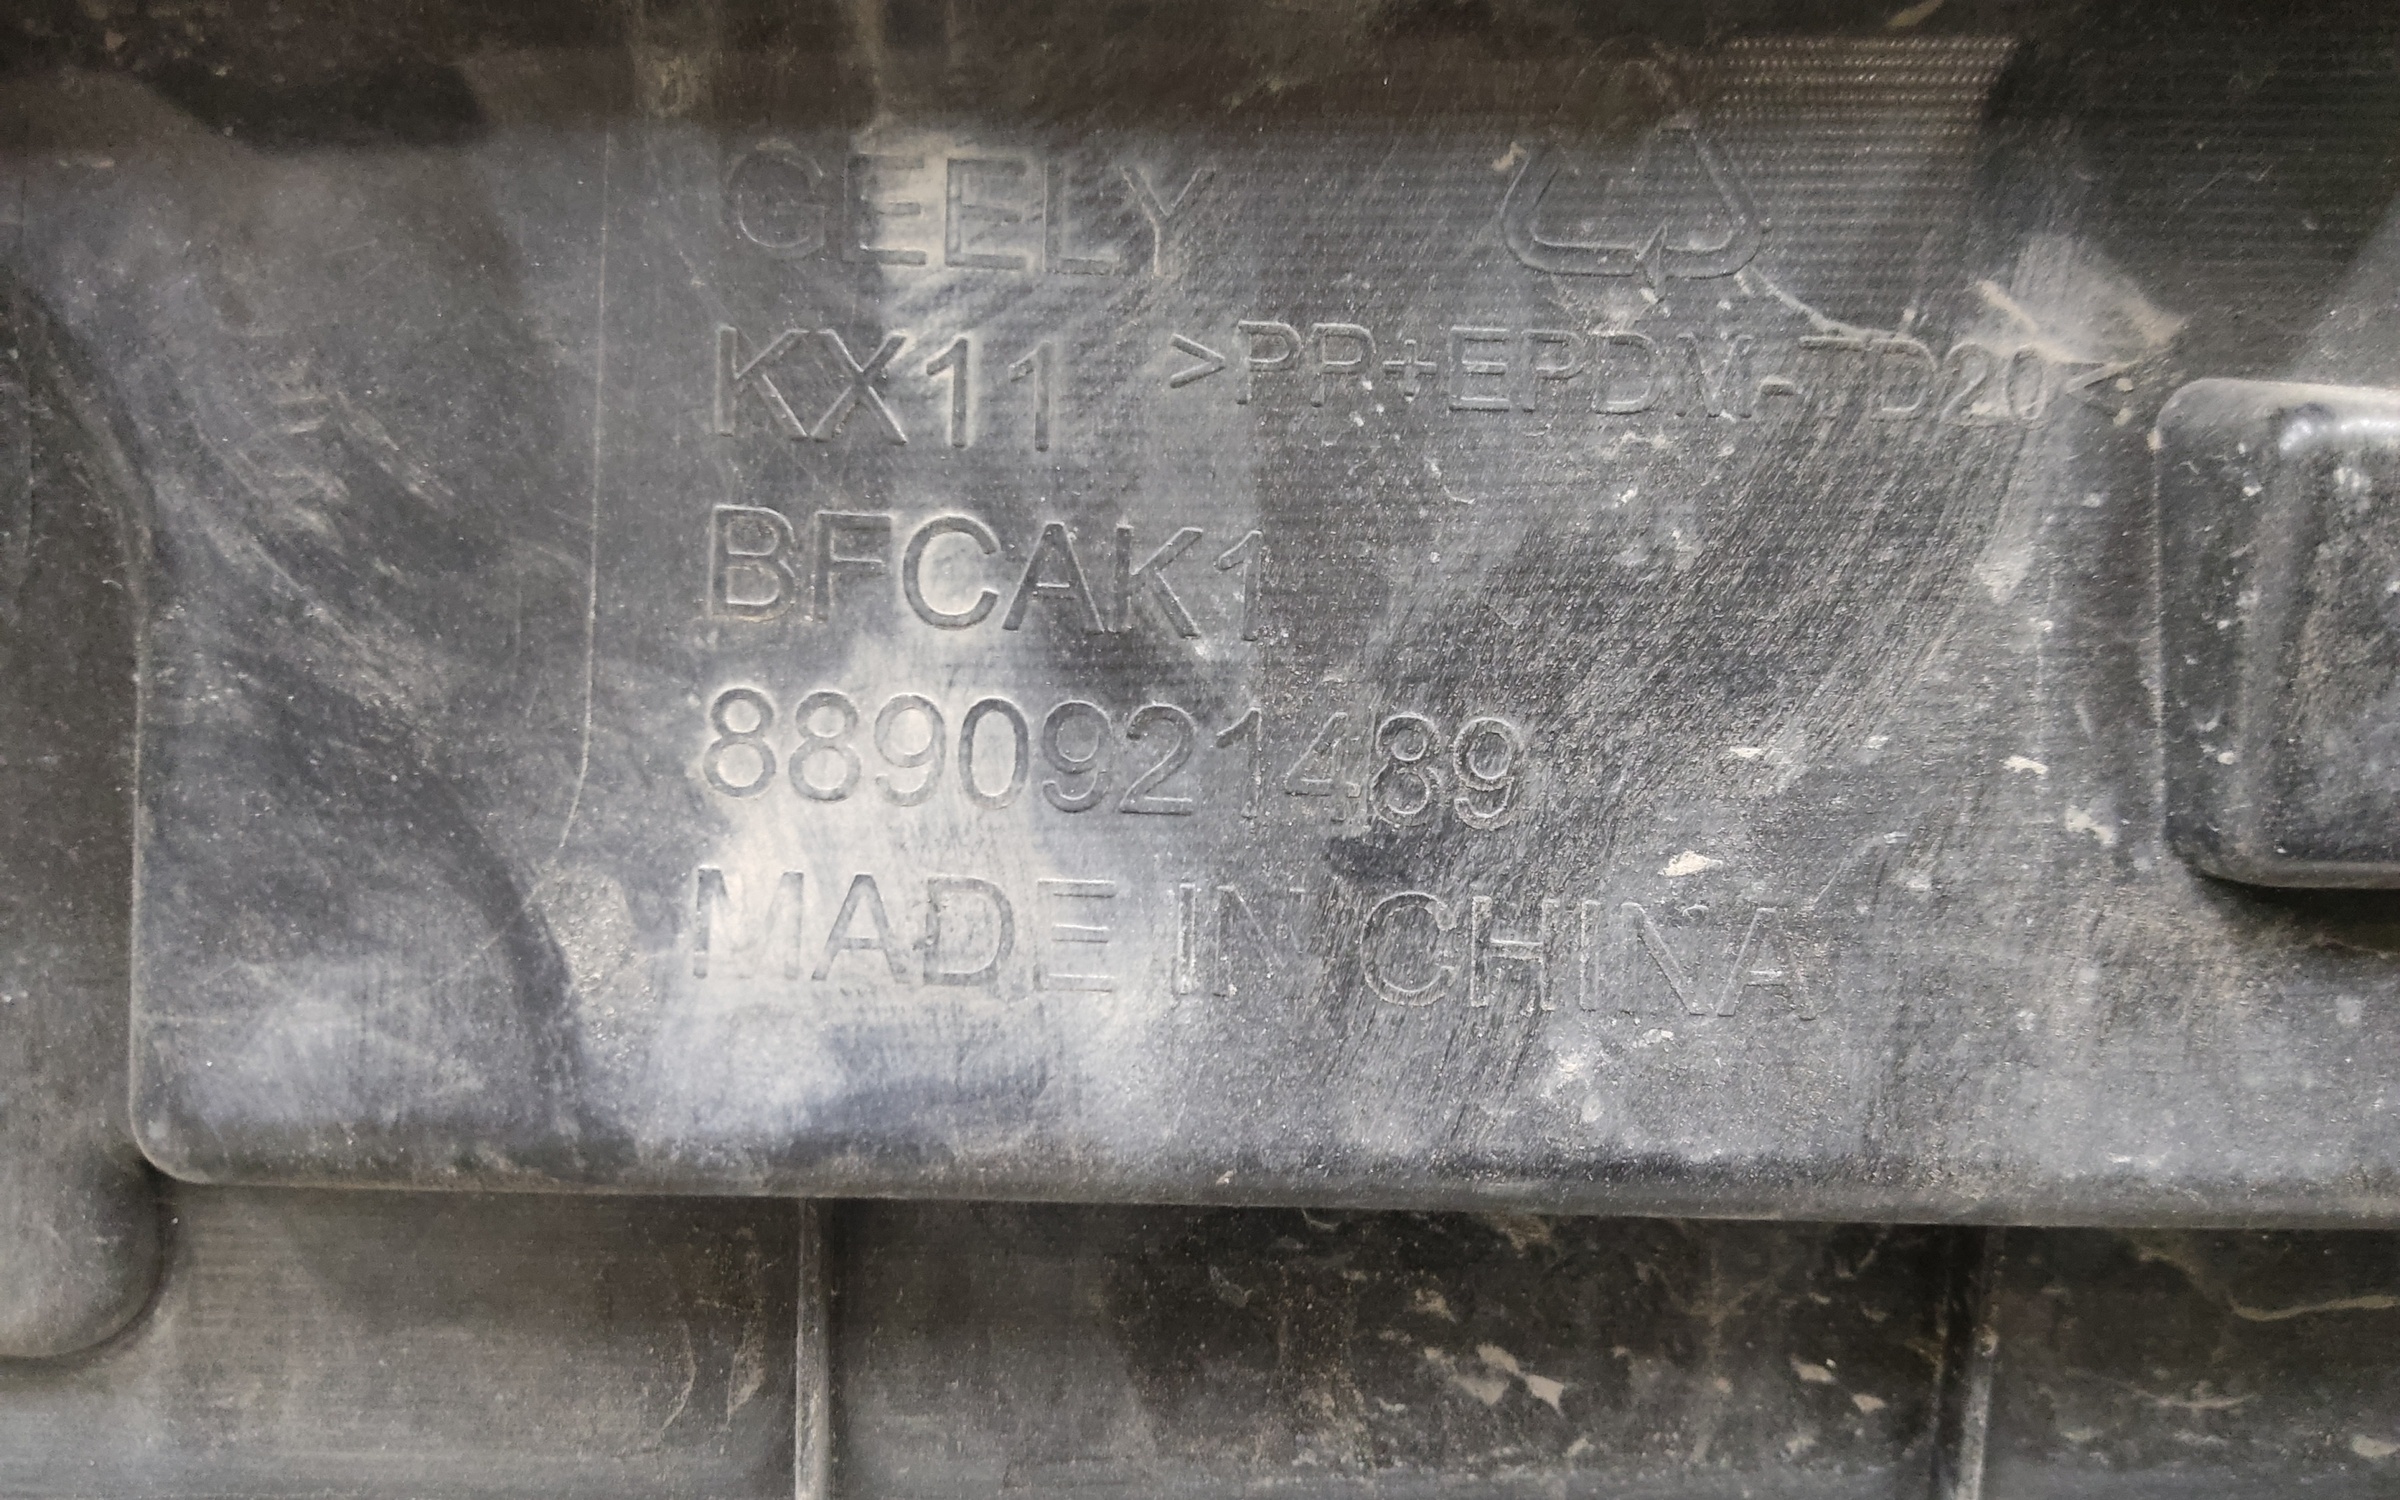 GEELY
KX11 >PP+EPDM-TD20<
BFCAK1
8890921489
MADE IN CHINA